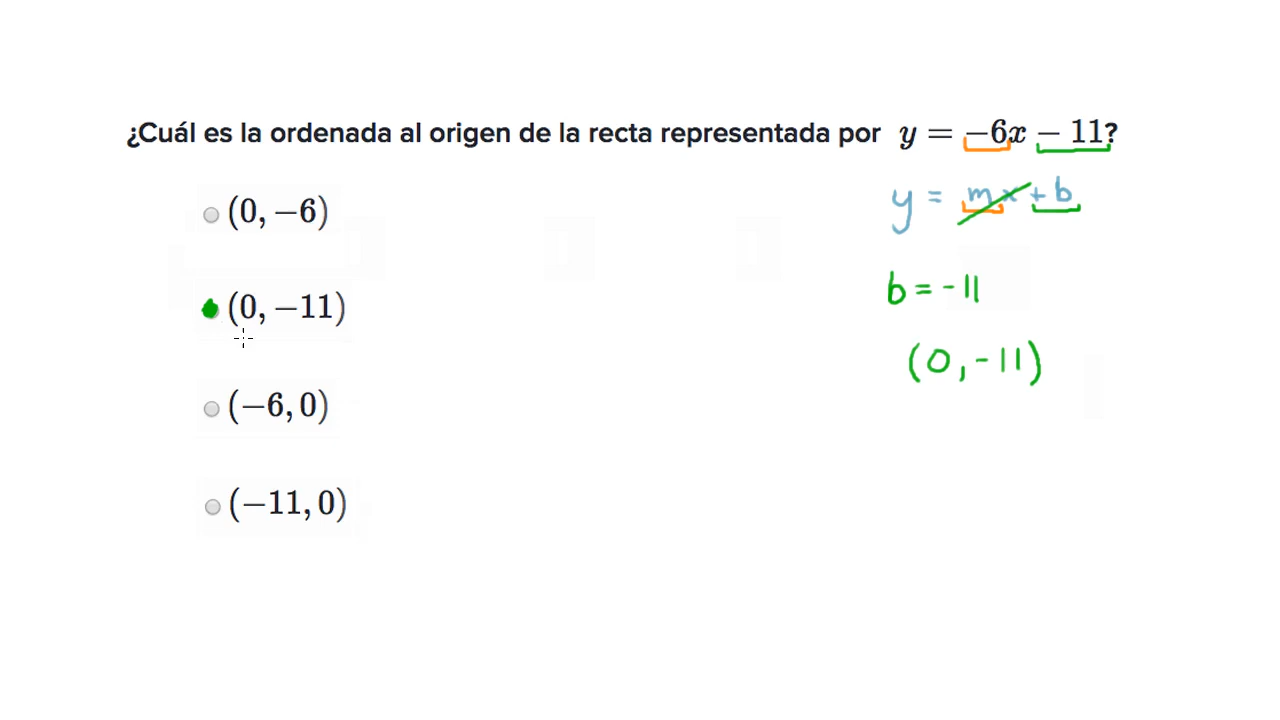 ¿Cuál es la ordenada al origen de la recta representada por y = −6x − 11?
y = mx + b
(0, −6)
b = -11
(0, −11)
(0, -11)
(−6, 0)
(−11, 0)